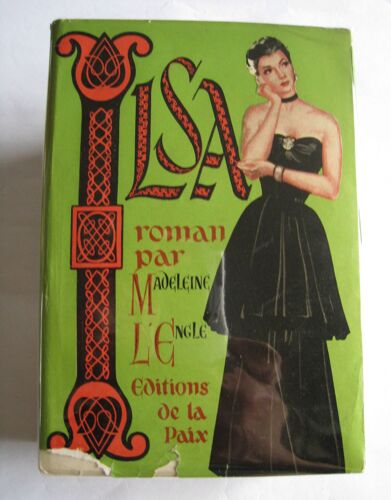 ILSA
roman
par
MADELEINE
L'ENGLE
Editions
de la
Paix